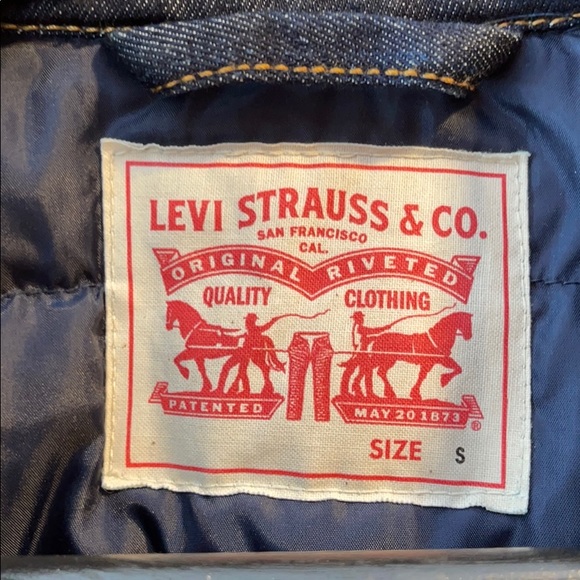 LEVI STRAUSS & CO.
SAN FRANCISCO
CAL.
ORIGINAL RIVETED
QUALITY CLOTHING
PATENTED MAY 20 1873 ®
SIZE S